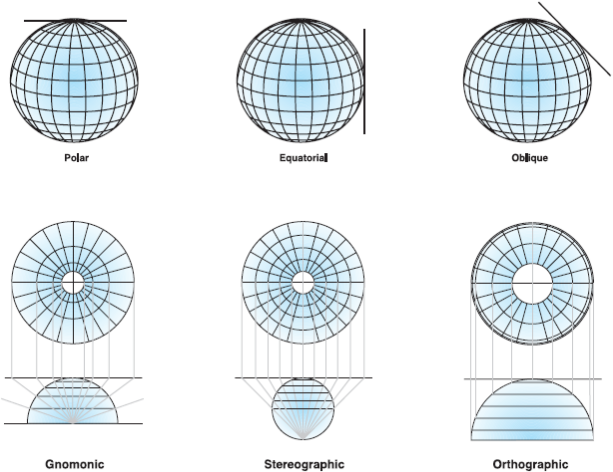 Polar
Equatorial
Oblique
Gnomonic
Stereographic
Orthographic